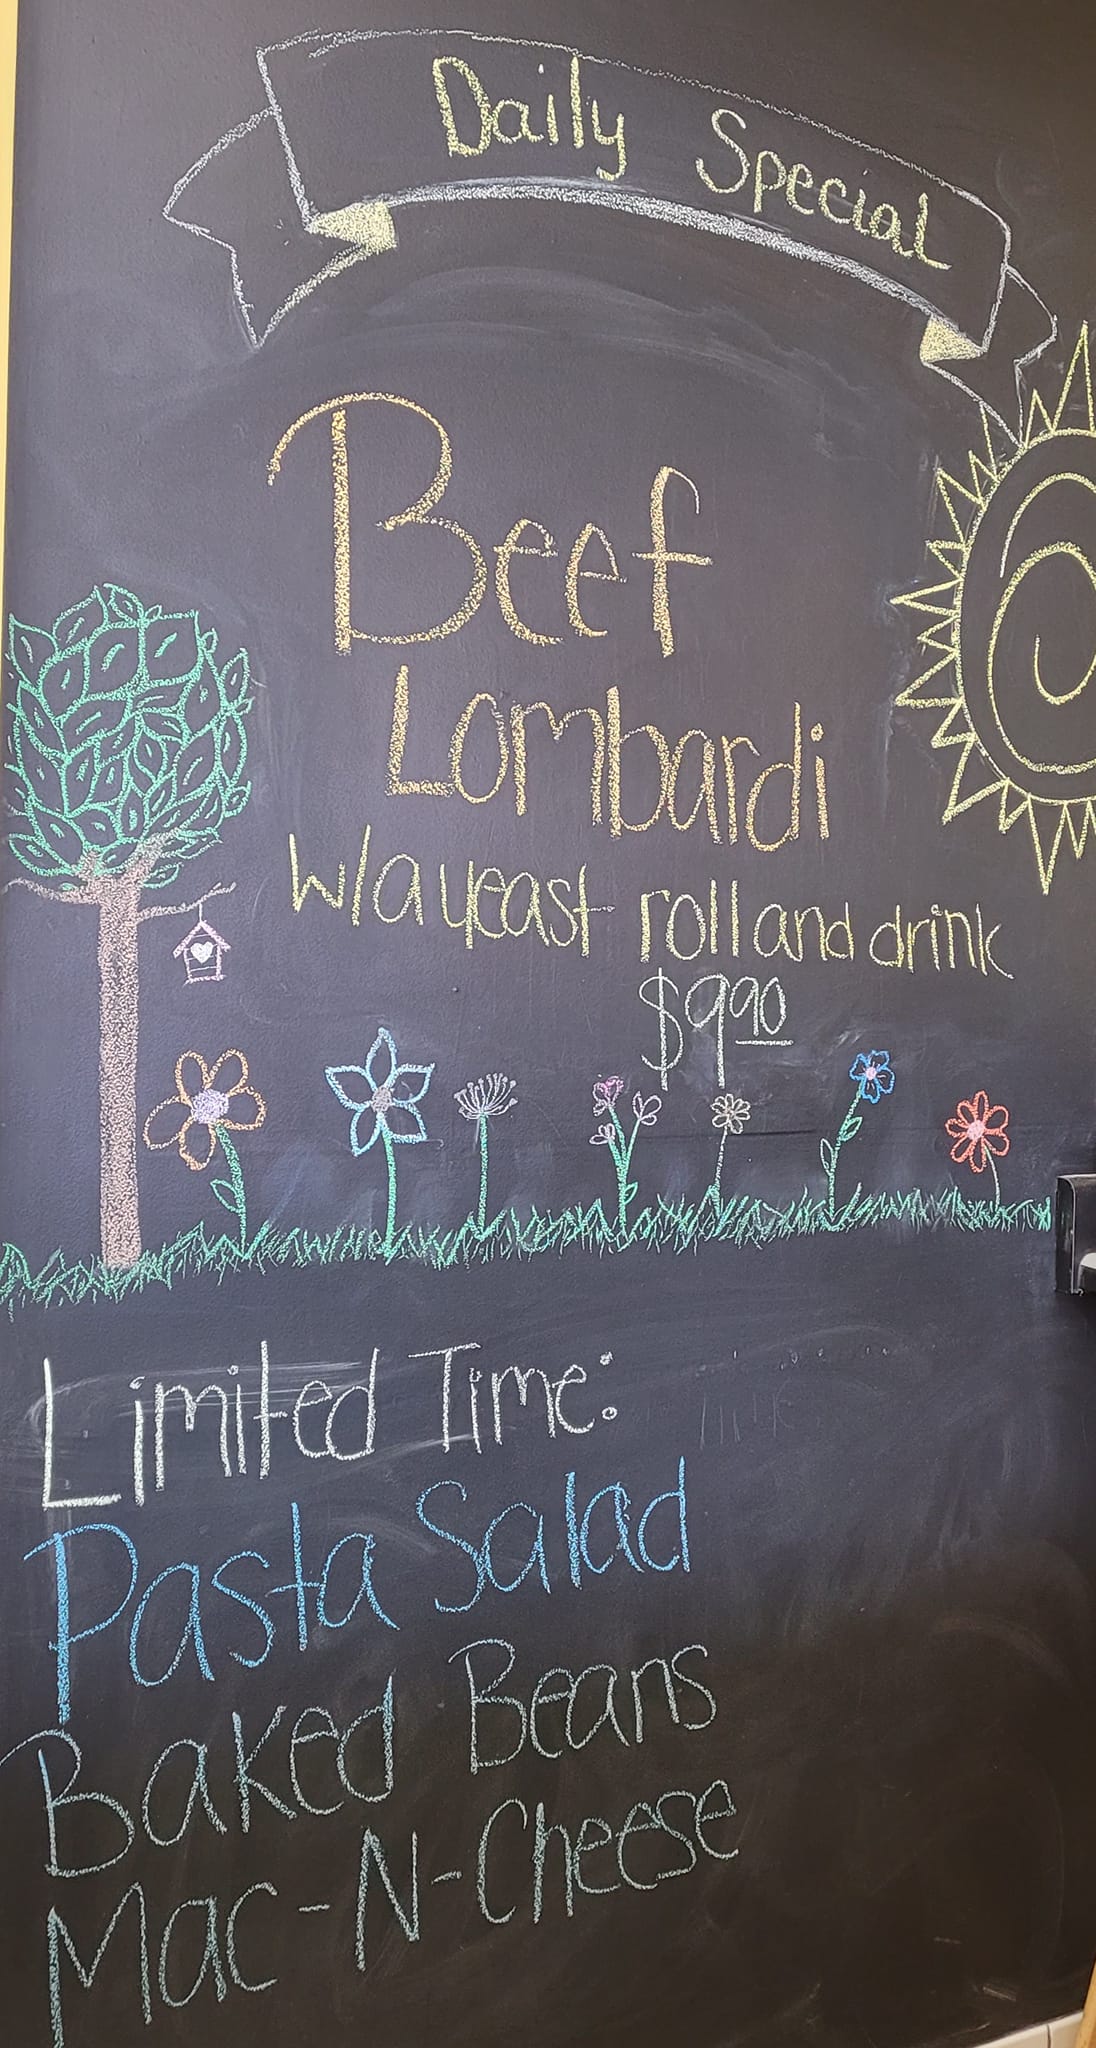 Daily Special
Beef
Lombardi
w/a yeast roll and drink
$9.90
Limited Time:
Pasta Salad
Baked Beans
Mac-N-Cheese